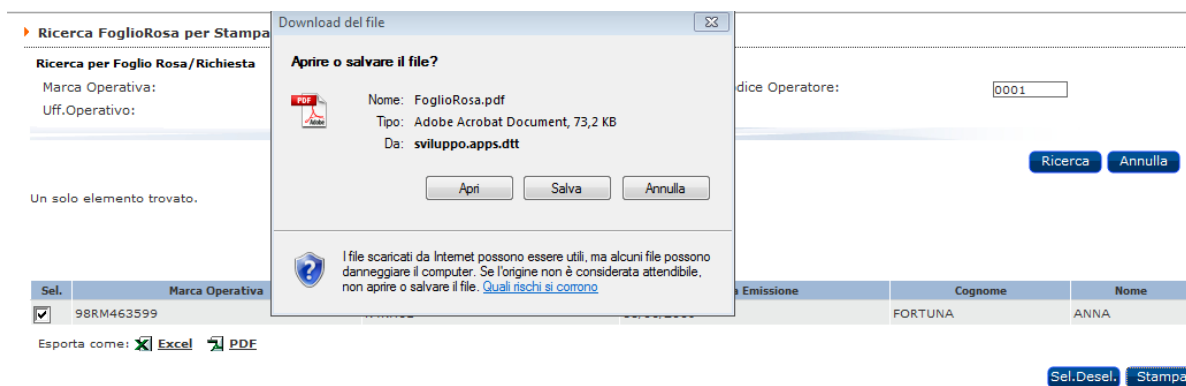 Download del file
Ricerca FoglioRosa per Stampa
Ricerca per Foglio Rosa/Richiesta
Aprire o salvare il file?
Marca Operativa:
dice Operatore:
0001
Uff.Operativo:
PDF
Adobe
Nome: FoglioRosa.pdf
Tipo: Adobe Acrobat Document, 73,2 KB
Da: sviluppo.apps.dtt
Ricerca Annulla
Apri Salva Annulla
Un solo elemento trovato.
I file scaricati da Internet possono essere utili, ma alcuni file possono
danneggiare il computer. Se l'origine non è considerata attendibile,
non aprire o salvare il file. Quali rischi si corrono
Sel. Marca Operativa Emissione Cognome Nome
98RM463599 FORTUNA ANNA
Esporta come: Excel PDF
Sel.Desel. Stampa